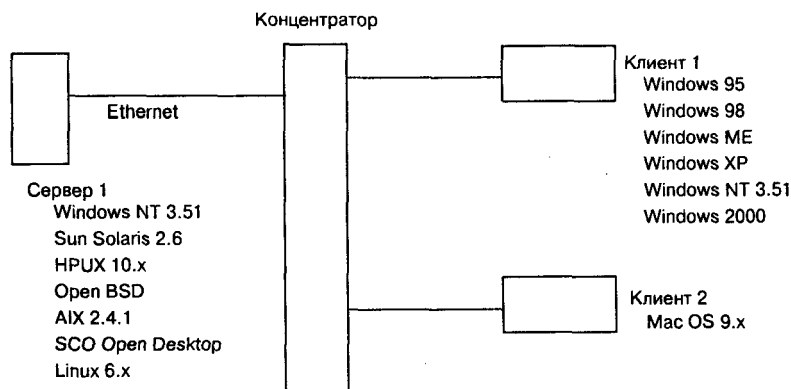 Концентратор
Ethernet
Сервер 1
Windows NT 3.51
Sun Solaris 2.6
HPUX 10.x
Open BSD
AIX 2.4.1
SCO Open Desktop
Linux 6.x
Клиент 1
Windows 95
Windows 98
Windows ME
Windows XP
Windows NT 3.51
Windows 2000
Клиент 2
Mac OS 9.x